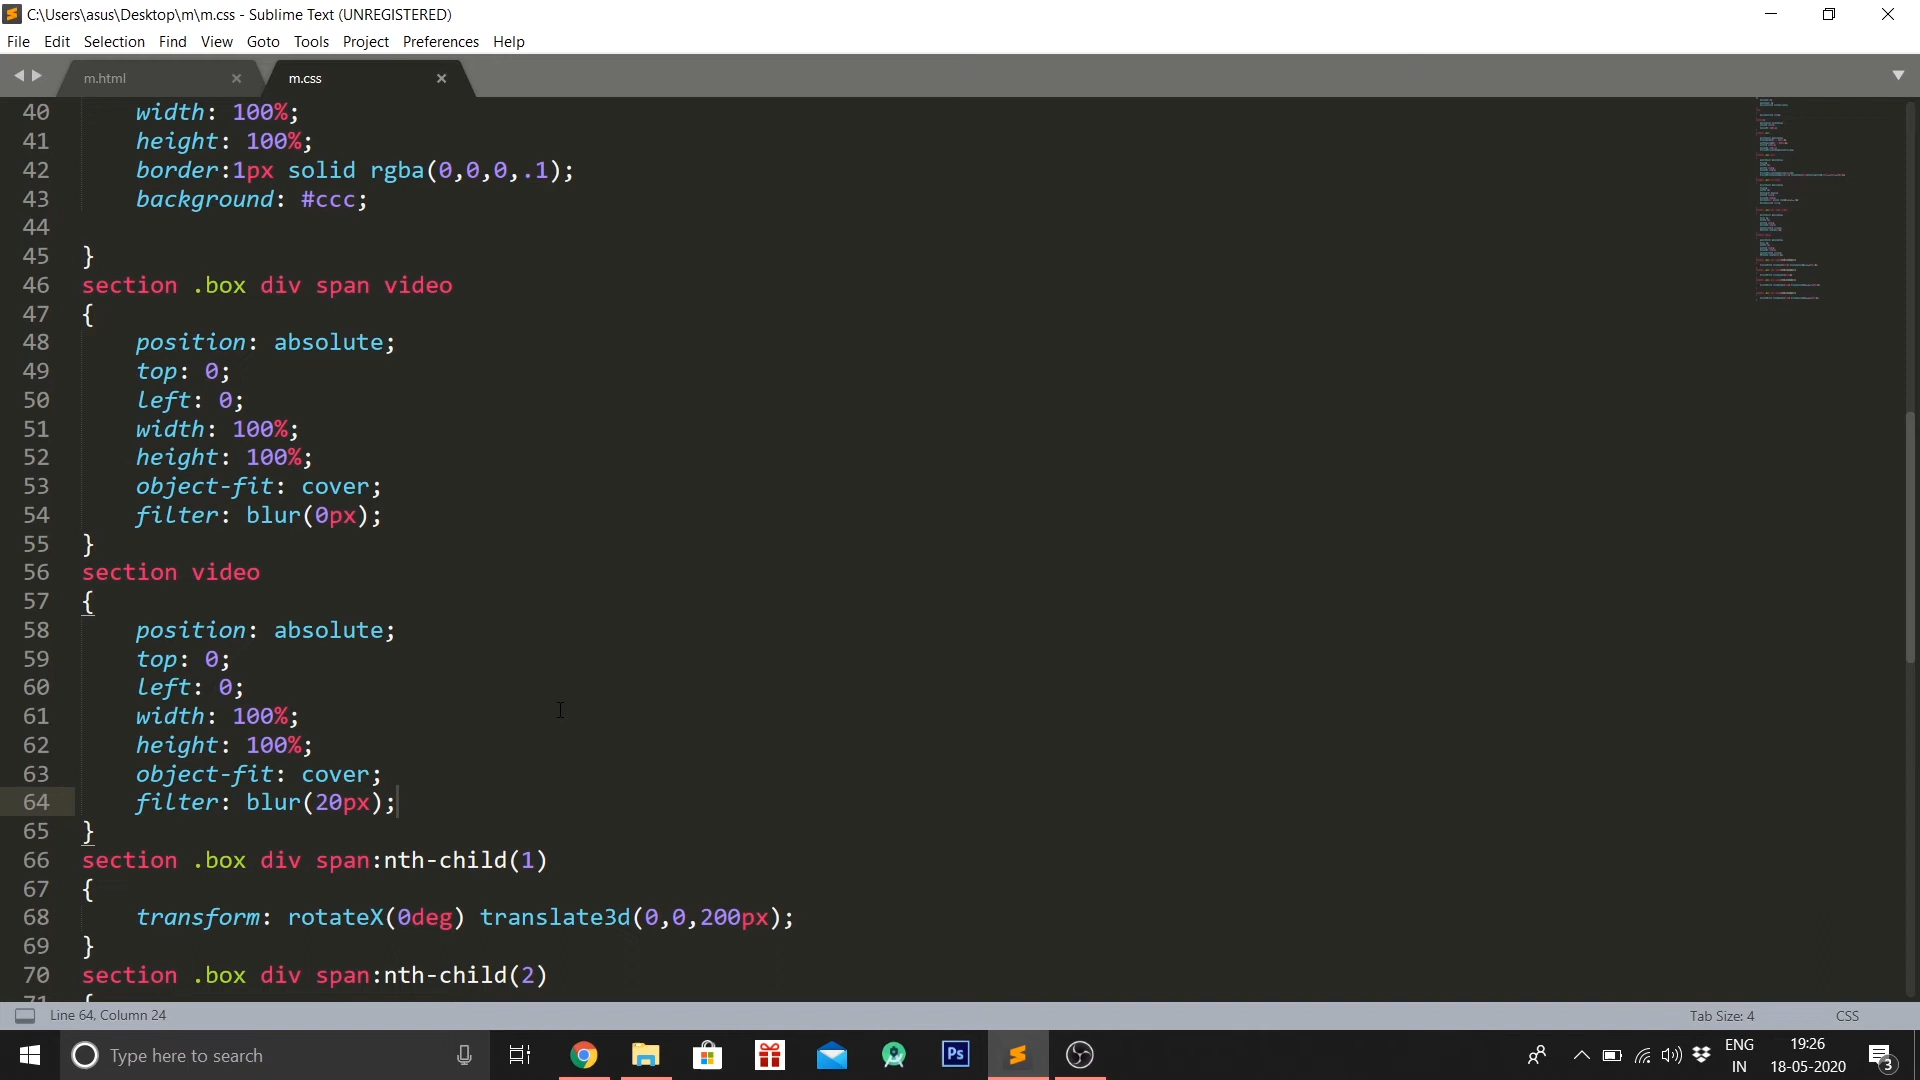 C:\Users\asus\Desktop\m\m.css - Sublime Text (UNREGISTERED)
File Edit Selection Find View Goto Tools Project Preferences Help
m.html m.css
40 width: 100%;
41 height: 100%;
42 border:1px solid rgba(0,0,0,.1);
43 background: #ccc;
44
45 }
46 section .box div span video
47 {
48 position: absolute;
49 top: 0;
50 left: 0;
51 width: 100%;
52 height: 100%;
53 object-fit: cover;
54 filter: blur(0px);
55 }
56 section video
57 {
58 position: absolute;
59 top: 0;
60 left: 0;
61 width: 100%;
62 height: 100%;
63 object-fit: cover;
64 filter: blur(20px);
65 }
66 section .box div span:nth-child(1)
67 {
68 transform: rotateX(0deg) translate3d(0,0,200px);
69 }
70 section .box div span:nth-child(2)
71 {
Line 64, Column 24 Tab Size: 4 CSS
Type here to search
Ps
ENG
IN
19:26
18-05-2020
3